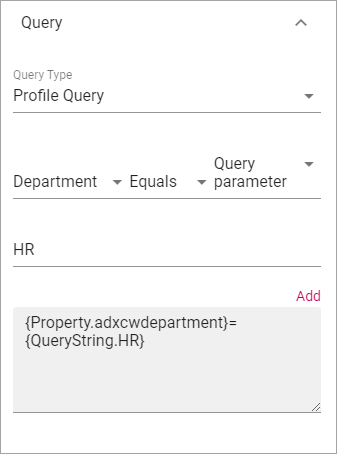 Query
Query Type
Profile Query
Query
Department Equals parameter
HR
Add
{Property.adxcwdepartment}=
{QueryString.HR}